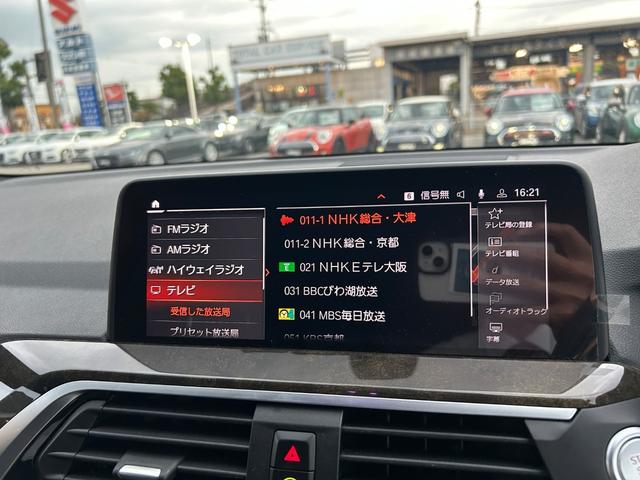 6 信号無 16:21
FMラジオ
AMラジオ
ハイウェイラジオ
テレビ
受信した放送局
プリセット放送局
011-1 NHK総合・大津
011-2 NHK総合・京都
021 NHKEテレ大阪
031 BBCびわ湖放送
041 MBS毎日放送
051 KBS京都
テレビ局の登録
テレビ番組
d
データ放送
オーディオトラック
字幕